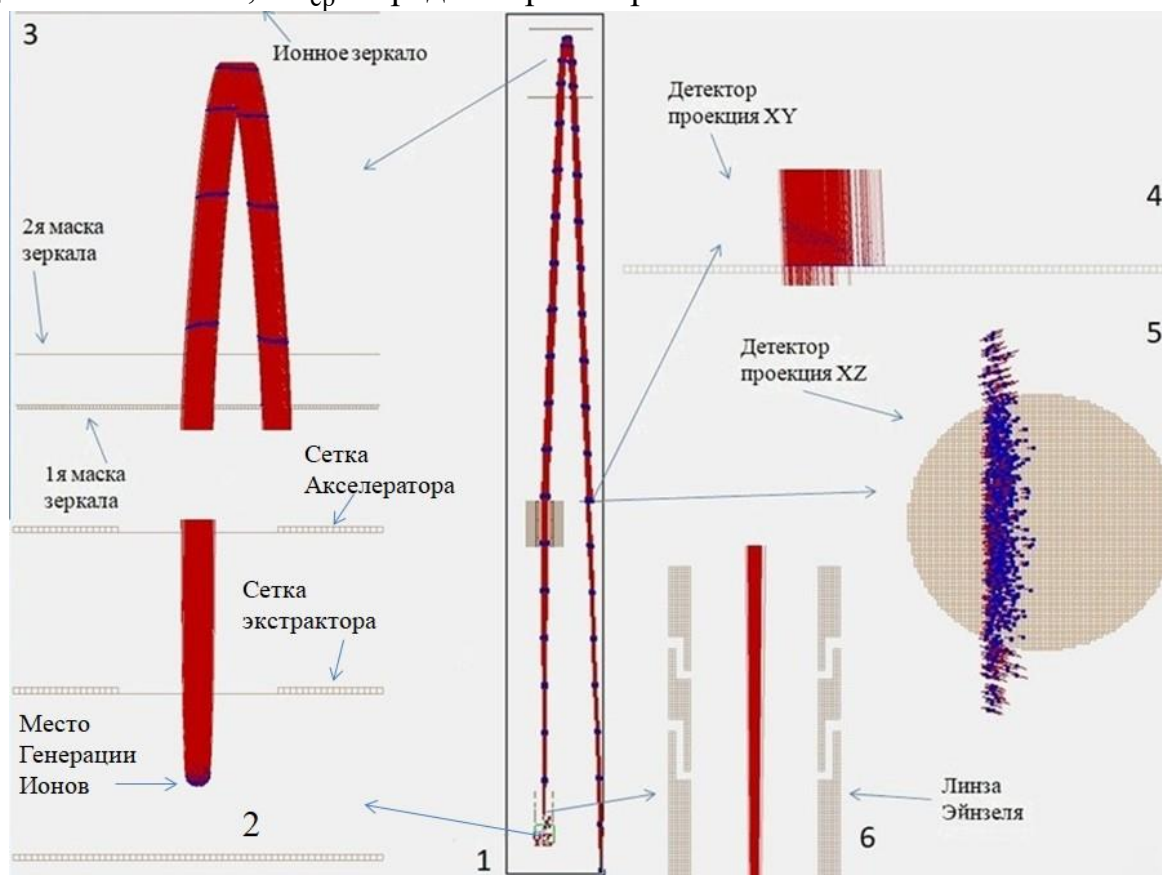 ср
3
Ионное зеркало
Детектор
проекция XY
4
2я маска
зеркала
5
Детектор
проекция XZ
1я маска
зеркала
Сетка
Акселератора
Сетка
экстрактора
Место
Генерации
Ионов
2
1
6
Линза
Эйнзеля